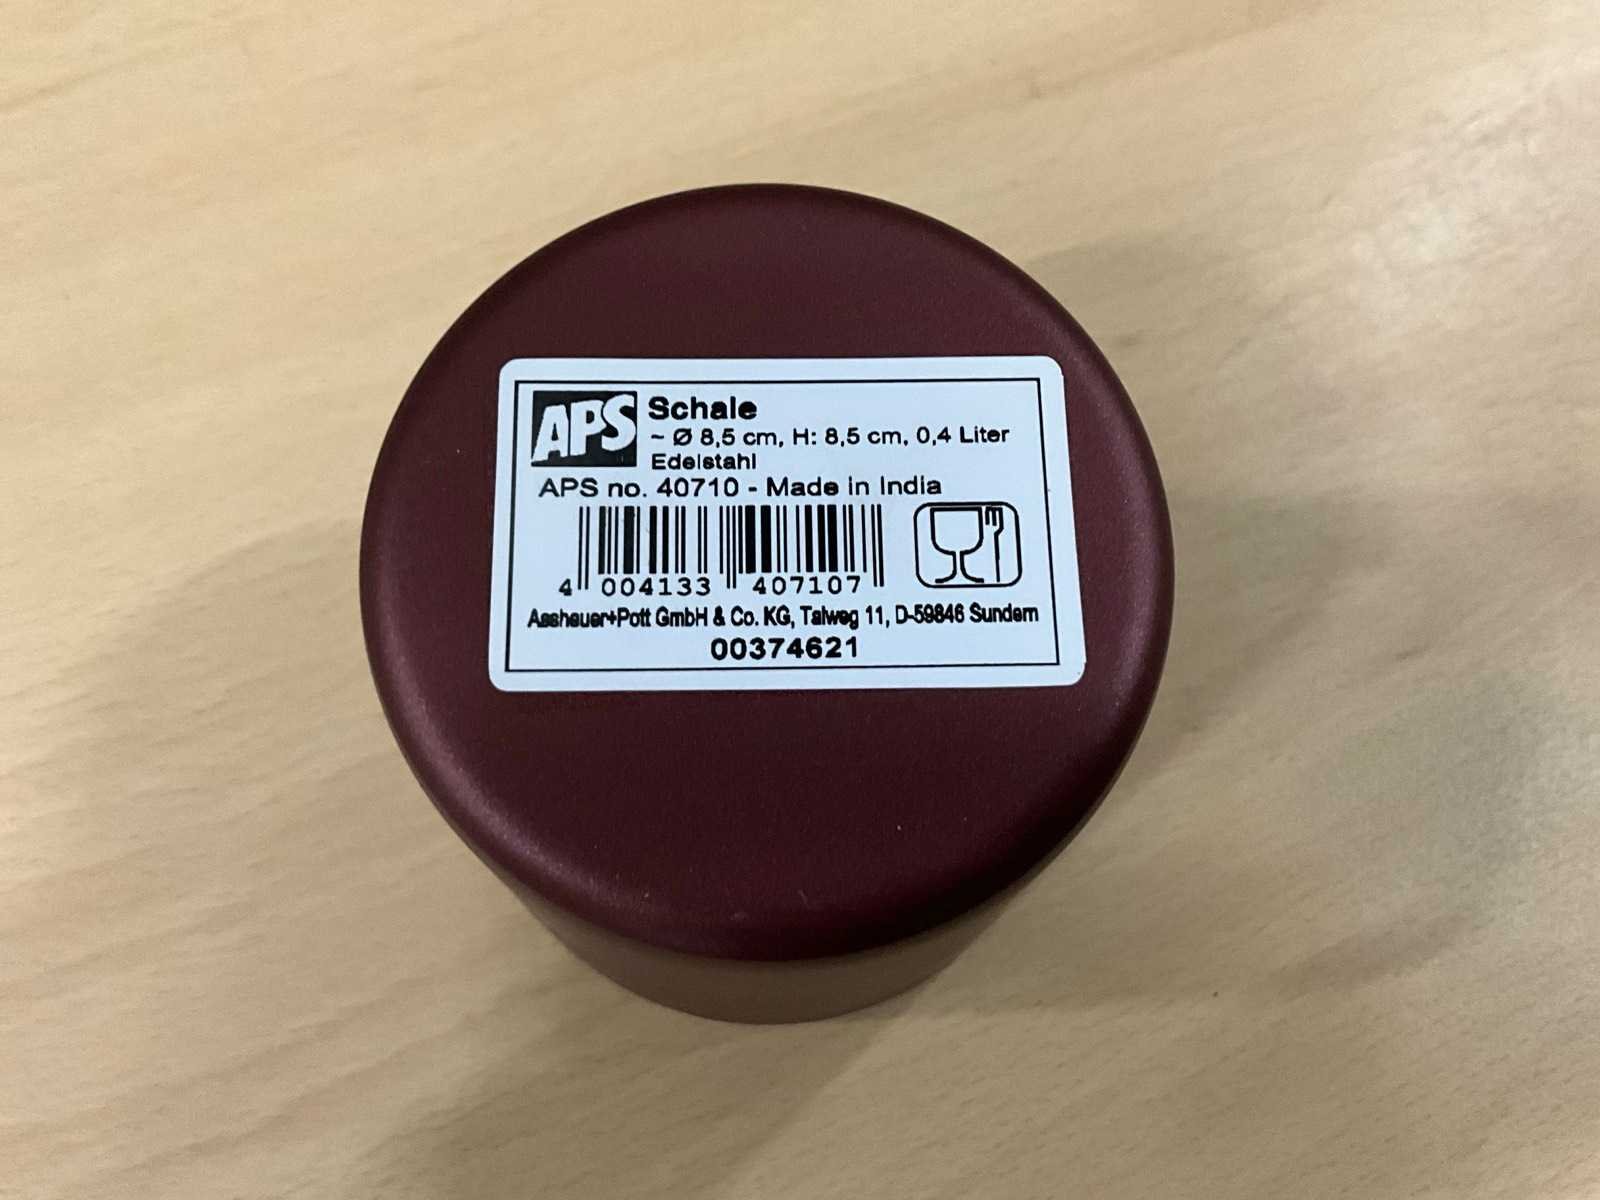 APS
Schale
~ Ø 8,5 cm, H: 8,5 cm, 0,4 Liter
Edelstahl
APS no. 40710 - Made in India
4 004133 407107
Assheuer+Pott GmbH & Co. KG, Talweg 11, D-59846 Sundern
00374621